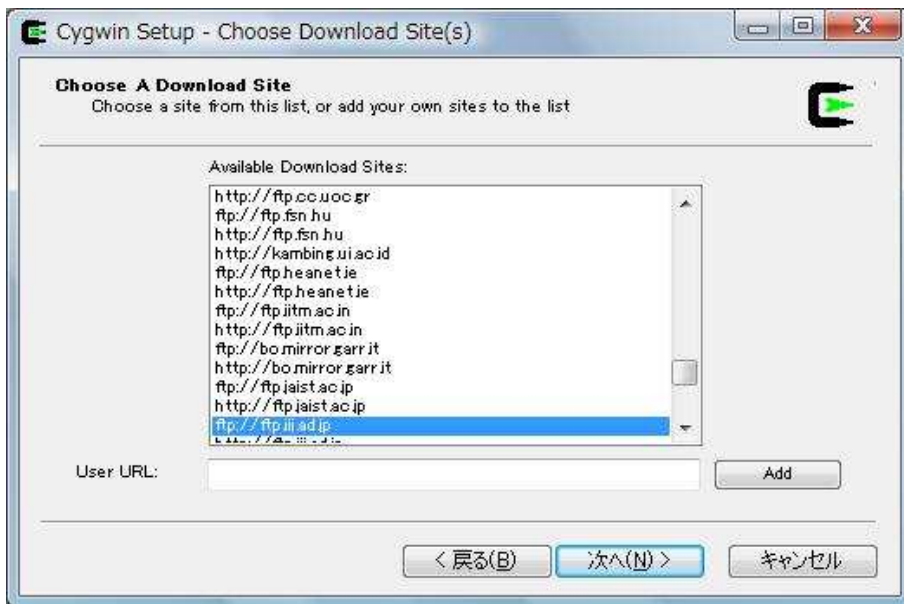 Cygwin Setup - Choose Download Site(s)
Choose A Download Site
Choose a site from this list, or add your own sites to the list
Available Download Sites:
http://ftp.cc.uoc.gr
ftp://ftp.fsn.hu
http://ftp.fsn.hu
http://kambing.ui.ac.id
ftp://ftp.heanet.ie
http://ftp.heanet.ie
ftp://ftp.iitm.ac.in
http://ftp.iitm.ac.in
ftp://bo.mirror.garr.it
http://bo.mirror.garr.it
ftp://ftp.jaist.ac.jp
http://ftp.jaist.ac.jp
ftp://ftp.iij.ad.jp
User URL:
Add
< 戻る(B)
次へ(N) >
キャンセル